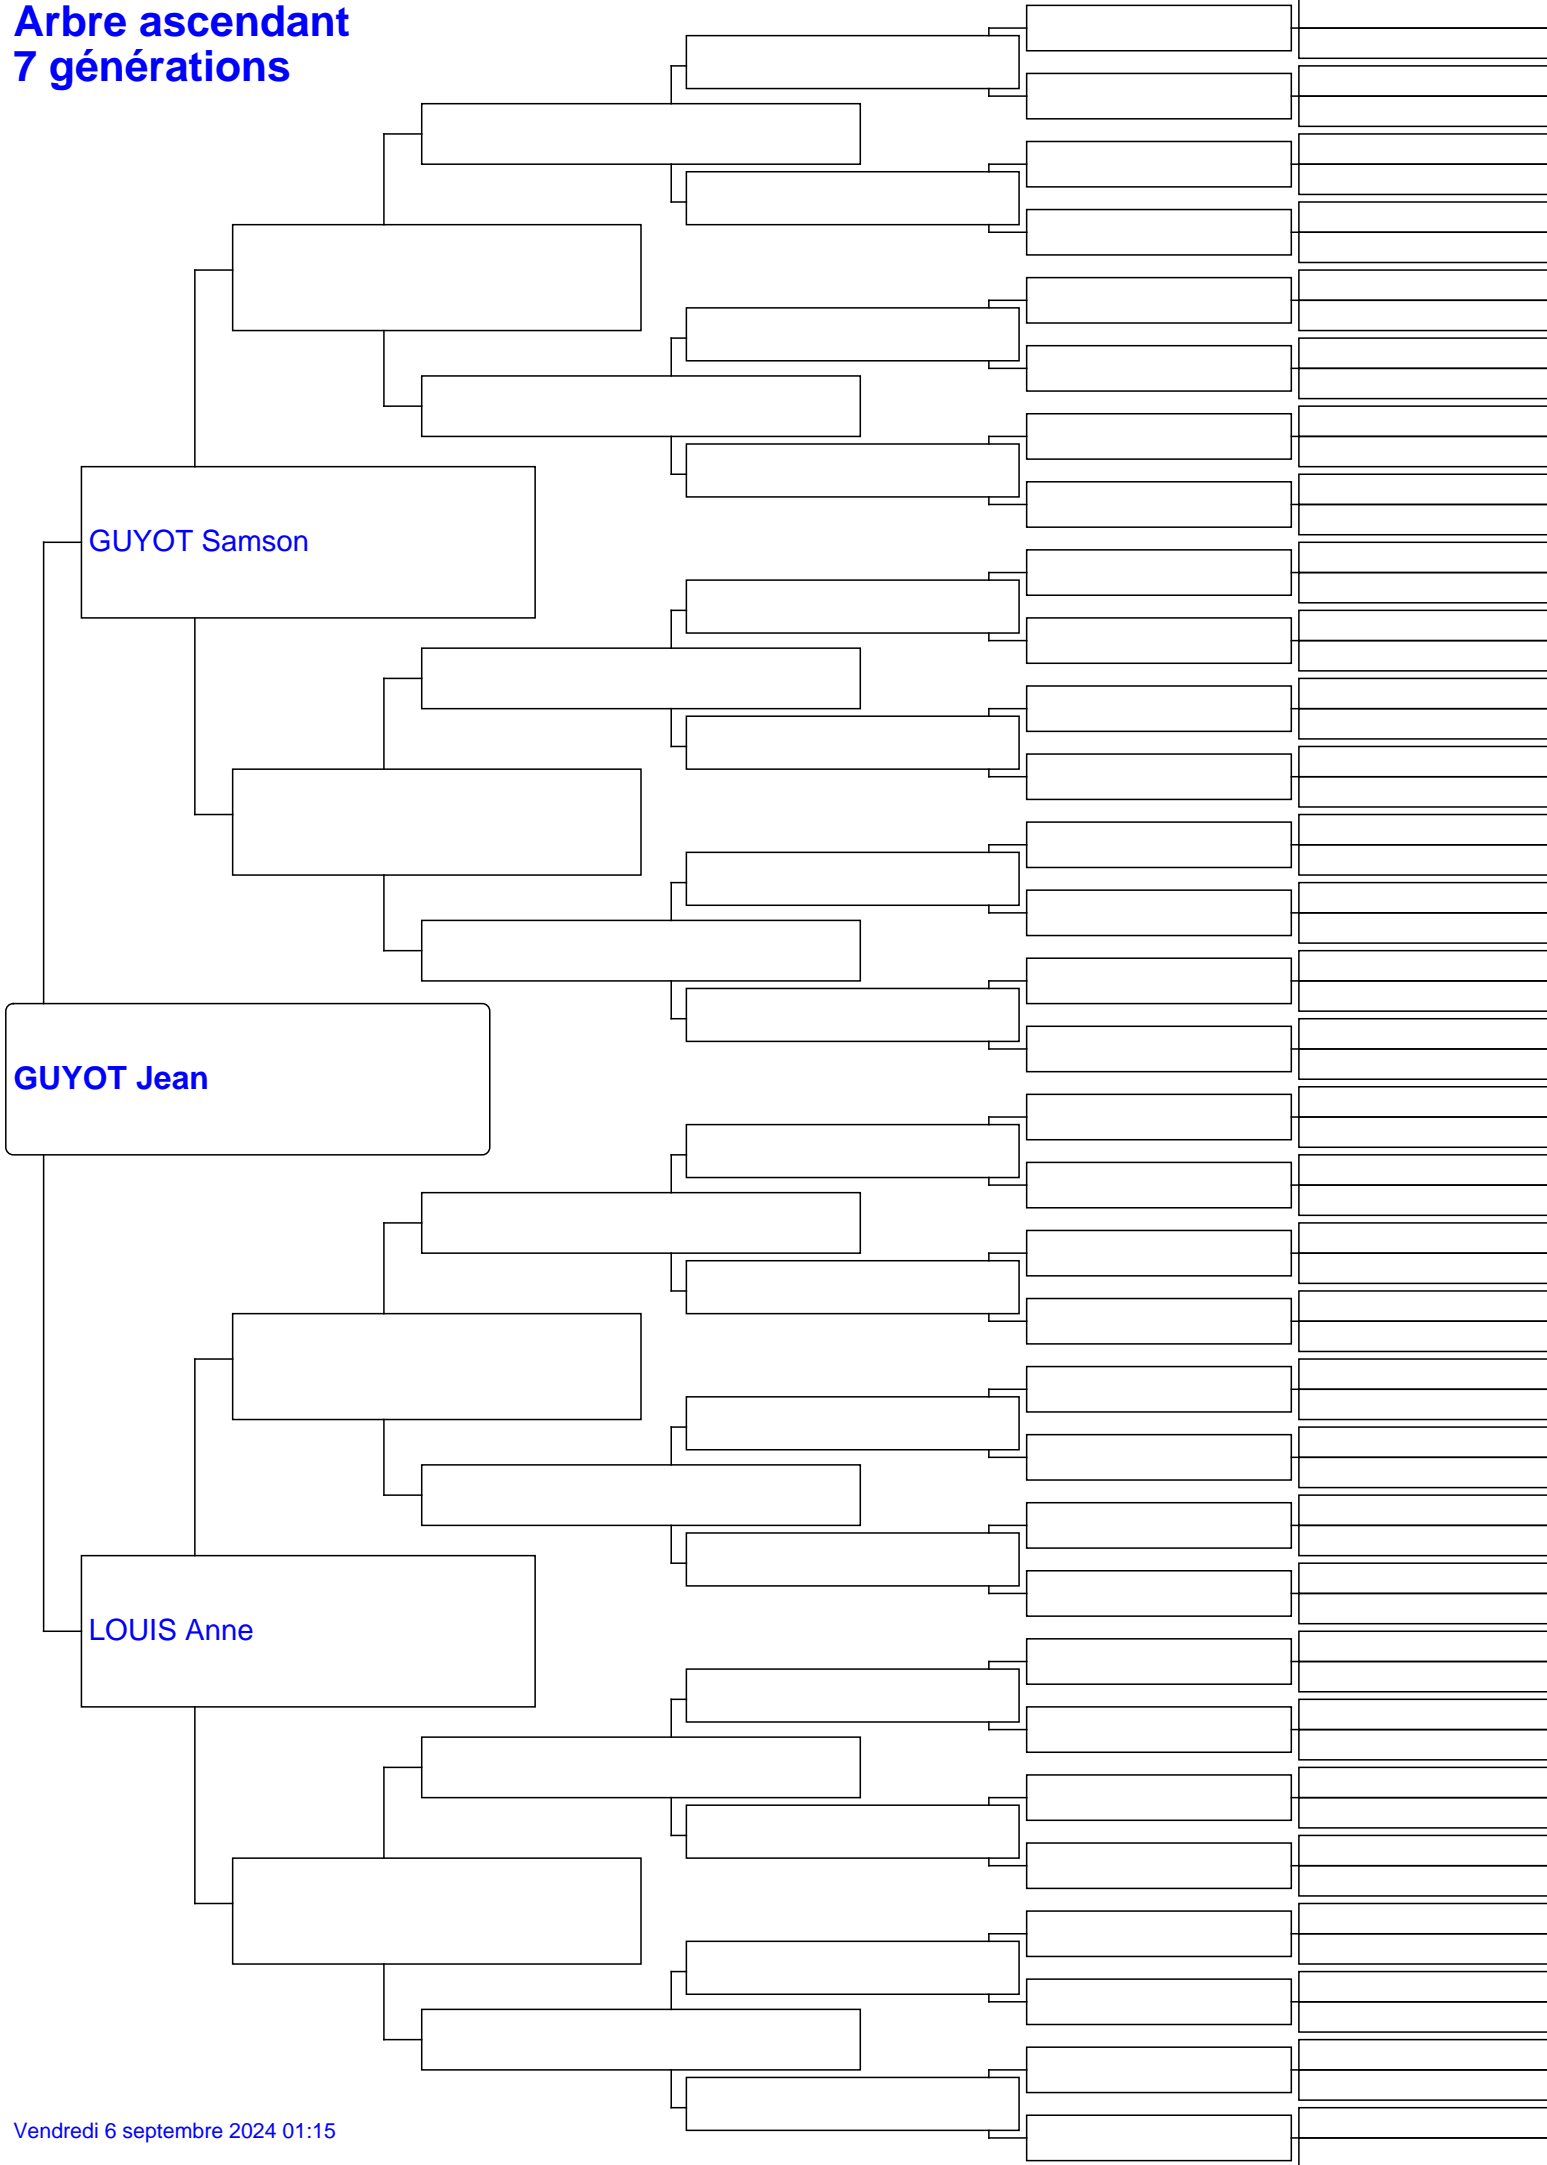 Arbre ascendant
7 générations
GUYOT Samson
GUYOT Jean
LOUIS Anne
Vendredi 6 septembre 2024 01:15